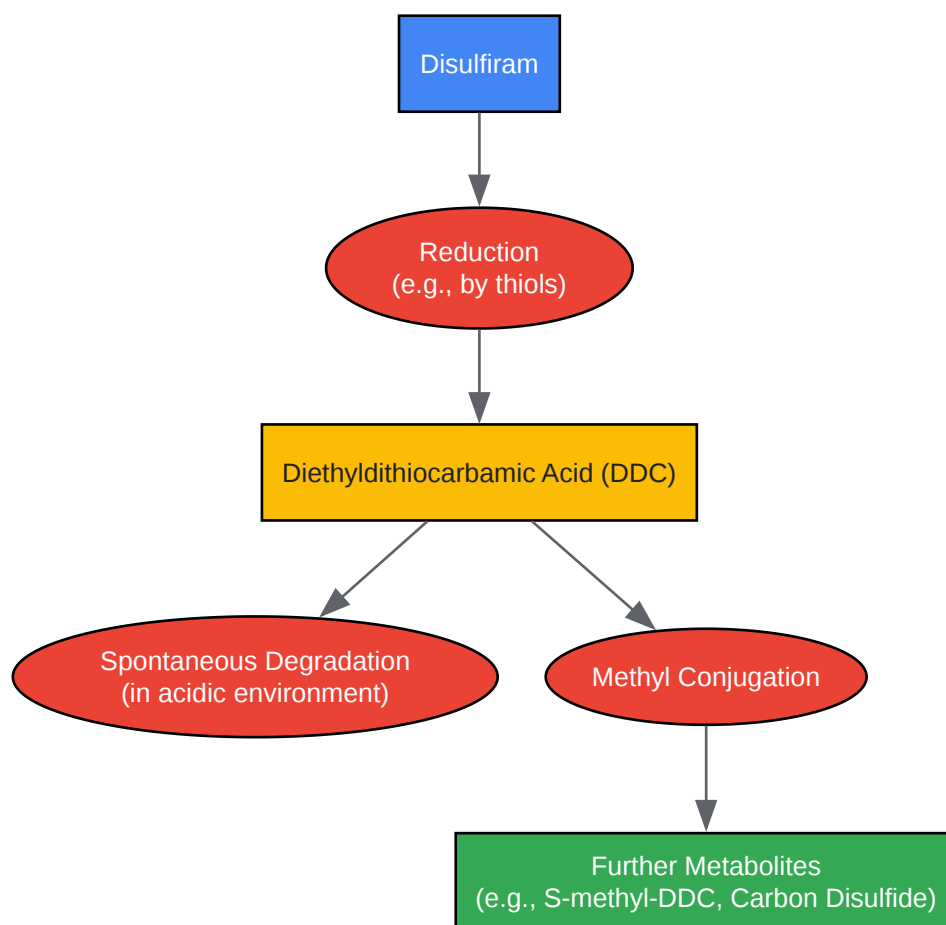 Disulfiram
Reduction
(e.g., by thiols)
Diethyldithiocarbamic Acid (DDC)
Spontaneous Degradation
(in acidic environment)
Methyl Conjugation
Further Metabolites
(e.g., S-methyl-DDC, Carbon Disulfide)